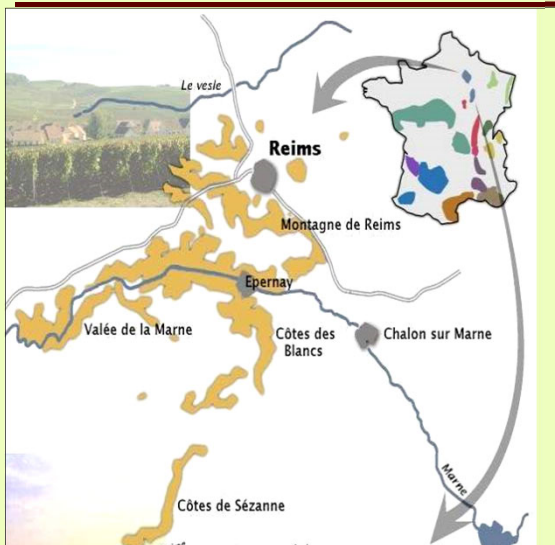 Le vesle
Reims
Montagne de Reims
Epernay
Valée de la Marne
Côtes des
Blancs
Chalon sur Marne
Marne
Côtes de Sézanne